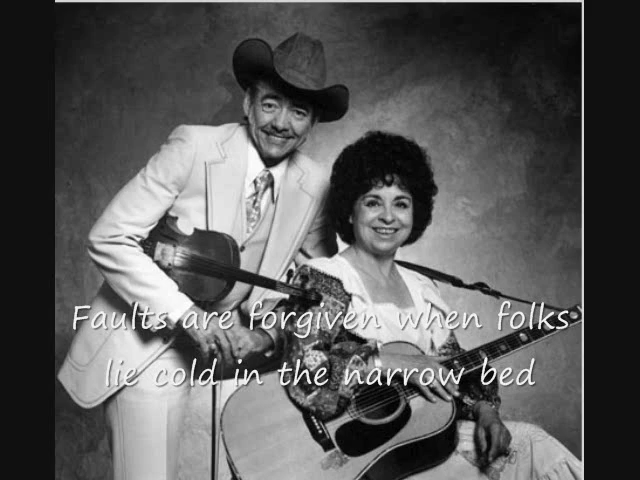 Faults are forgiven when folks
lie cold in the narrow bed